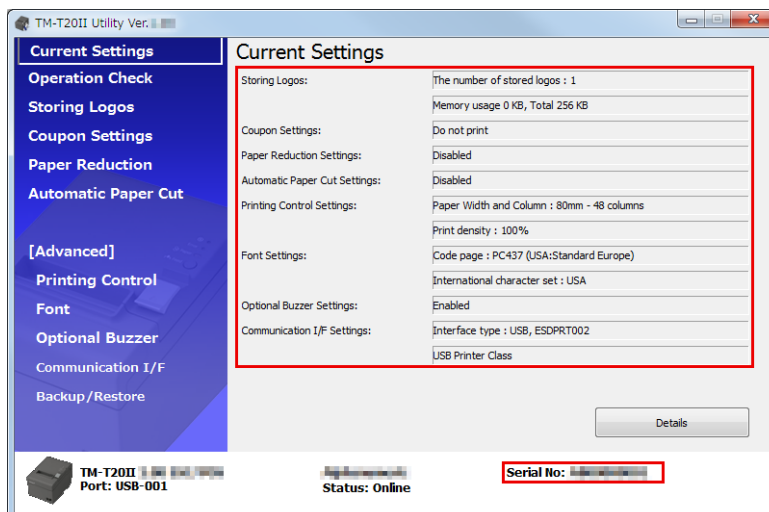 TM-T20II Utility Ver.
Current Settings
Operation Check
Storing Logos
Coupon Settings
Paper Reduction
Automatic Paper Cut
[Advanced]
Printing Control
Font
Optional Buzzer
Communication I/F
Backup/Restore
Current Settings
Storing Logos: The number of stored logos : 1
Memory usage 0 KB, Total 256 KB
Coupon Settings: Do not print
Paper Reduction Settings: Disabled
Automatic Paper Cut Settings: Disabled
Printing Control Settings: Paper Width and Column : 80mm - 48 columns
Print density : 100%
Font Settings: Code page : PC437 (USA:Standard Europe)
International character set : USA
Optional Buzzer Settings: Enabled
Communication I/F Settings: Interface type : USB, ESDPRT002
USB Printer Class
Details
TM-T20II
Port: USB-001
Status: Online
Serial No: